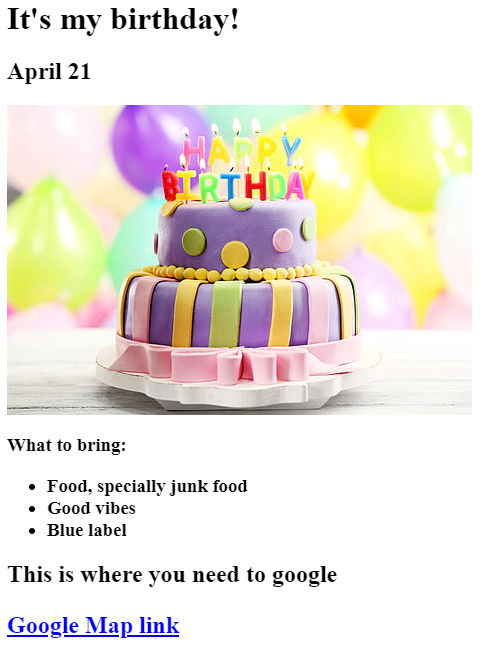 It's my birthday!
April 21
HAPPY
BIRTHDAY
What to bring:
Food, specially junk food
Good vibes
Blue label
This is where you need to google
Google Map link